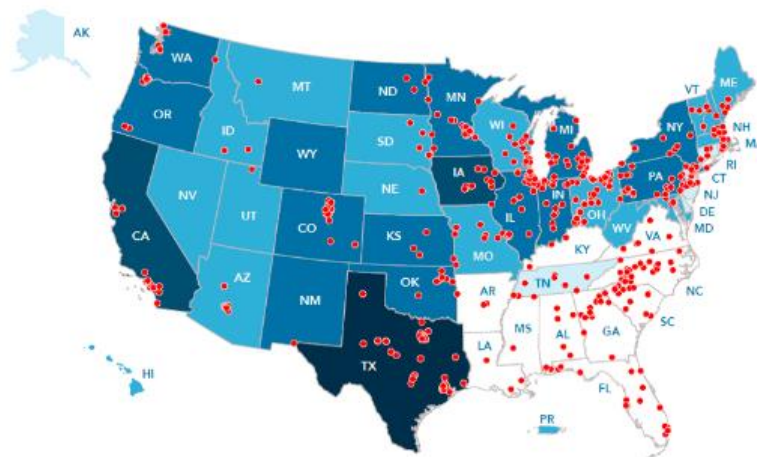 AK
WA
MT
ND
MN
VT
ME
OR
ID
SD
WI
MI
NY
NH
WY
IA
RI
CT
NV
NE
IL
IN
OH
PA
NJ
UT
CO
DE
MD
CA
KS
MO
WV
VA
KY
AZ
NM
OK
AR
TN
NC
SC
TX
MS
AL
GA
LA
HI
FL
PR